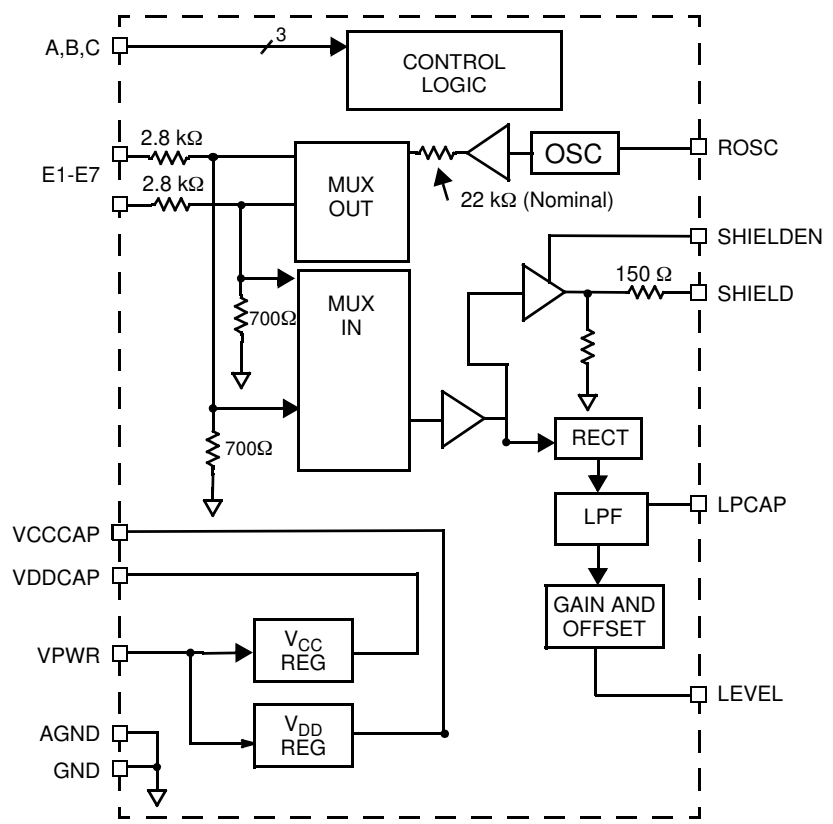 A,B,C
3
CONTROL
LOGIC
2.8 kΩ
E1-E7
2.8 kΩ
MUX
OUT
OSC
ROSC
22 kΩ (Nominal)
SHIELDEN
MUX
IN
700Ω
150 Ω
SHIELD
700Ω
RECT
LPF
LPCAP
VCCCAP
VDDCAP
GAIN AND
OFFSET
VPWR
VCC
REG
LEVEL
AGND
VDD
REG
GND